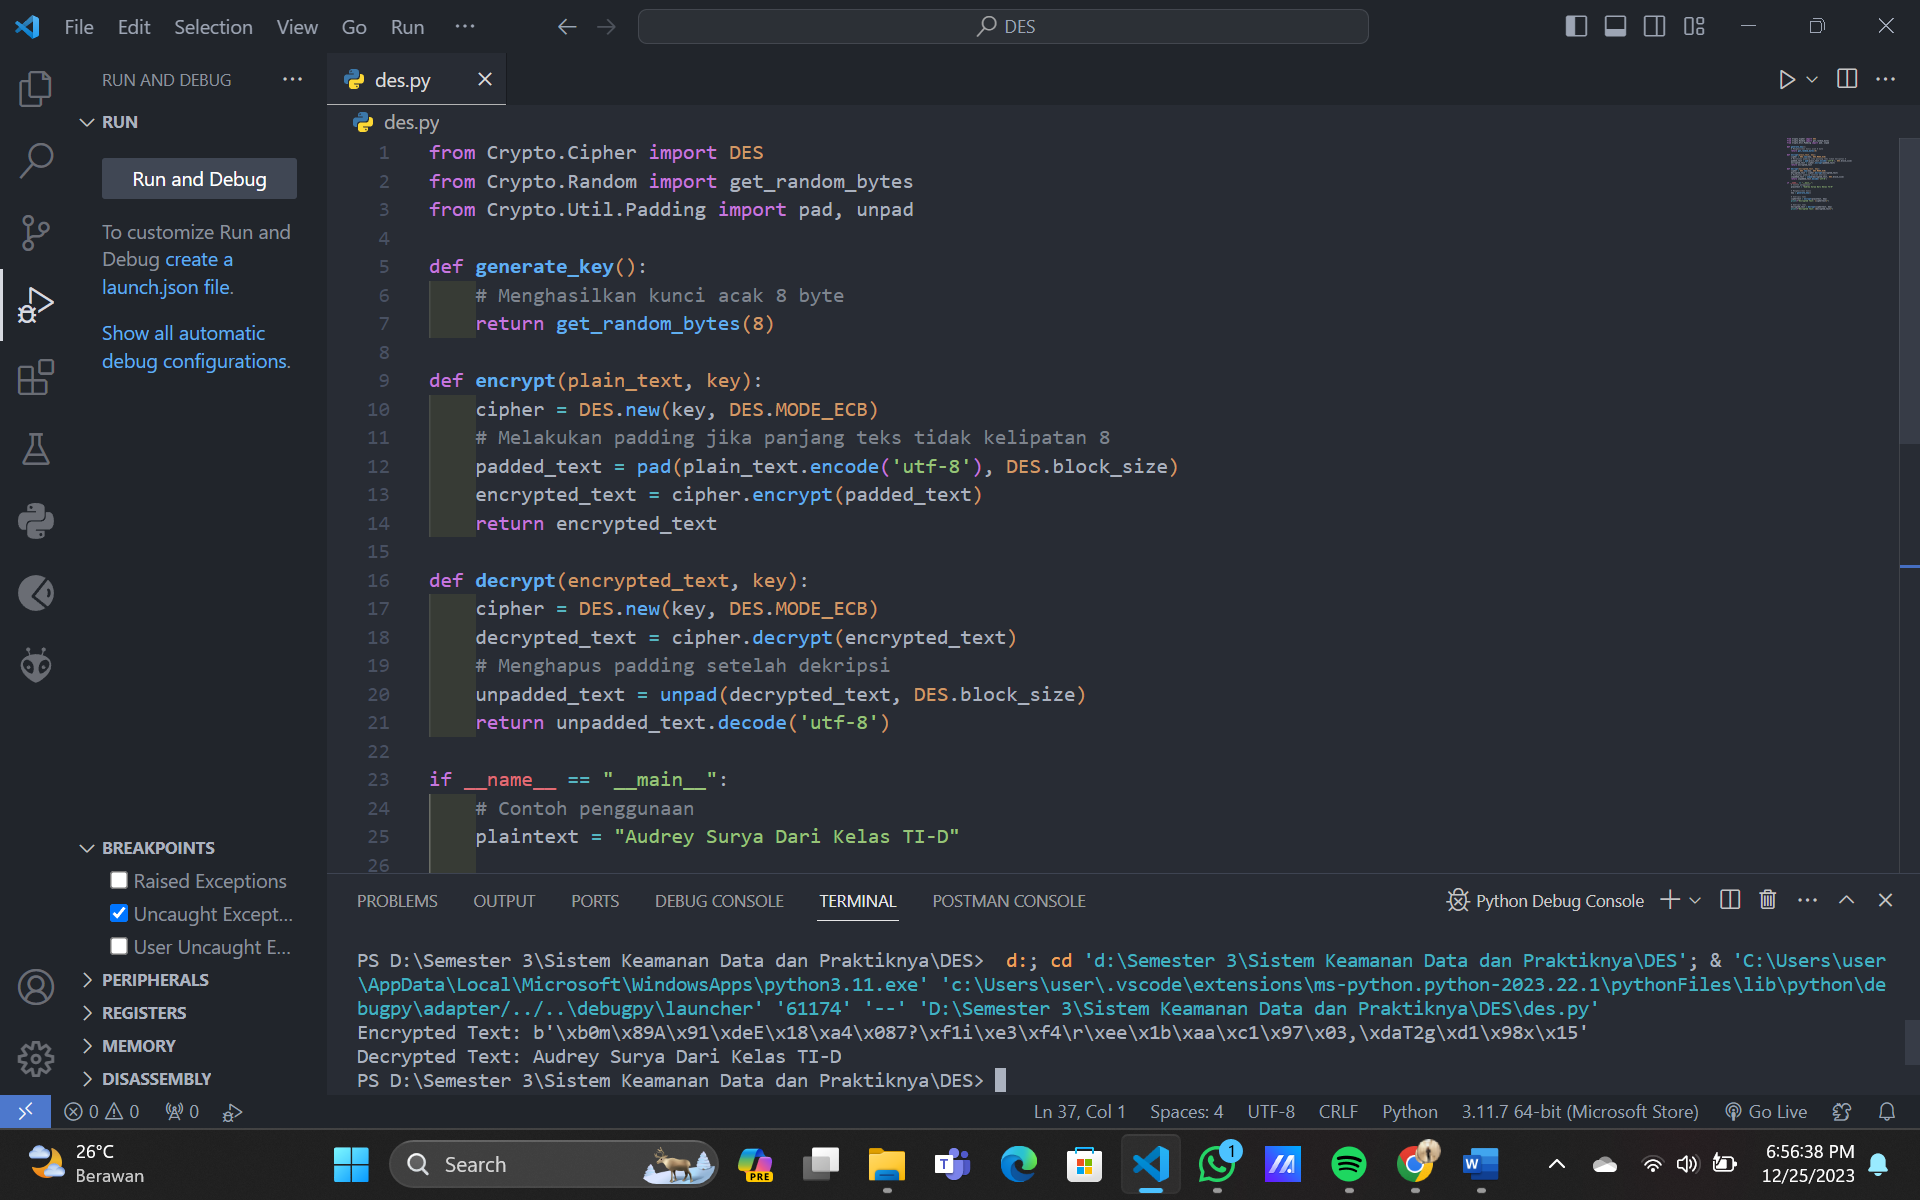 File Edit Selection View Go Run ···
DES
RUN AND DEBUG ···
RUN
Run and Debug
To customize Run and
Debug create a
launch.json file.
Show all automatic
debug configurations.
BREAKPOINTS
Raised Exceptions
Uncaught Except...
User Uncaught E...
PERIPHERALS
REGISTERS
MEMORY
DISASSEMBLY
des.py
des.py
1 from Crypto.Cipher import DES
2 from Crypto.Random import get_random_bytes
3 from Crypto.Util.Padding import pad, unpad
4
5 def generate_key():
6     # Menghasilkan kunci acak 8 byte
7     return get_random_bytes(8)
8
9 def encrypt(plain_text, key):
10     cipher = DES.new(key, DES.MODE_ECB)
11     # Melakukan padding jika panjang teks tidak kelipatan 8
12     padded_text = pad(plain_text.encode('utf-8'), DES.block_size)
13     encrypted_text = cipher.encrypt(padded_text)
14     return encrypted_text
15
16 def decrypt(encrypted_text, key):
17     cipher = DES.new(key, DES.MODE_ECB)
18     decrypted_text = cipher.decrypt(encrypted_text)
19     # Menghapus padding setelah dekripsi
20     unpadded_text = unpad(decrypted_text, DES.block_size)
21     return unpadded_text.decode('utf-8')
22
23 if __name__ == "__main__":
24     # Contoh penggunaan
25     plaintext = "Audrey Surya Dari Kelas TI-D"
26
PROBLEMS OUTPUT PORTS DEBUG CONSOLE TERMINAL POSTMAN CONSOLE Python Debug Console
PS D:\Semester 3\Sistem Keamanan Data dan Praktiknya\DES>  d:; cd 'd:\Semester 3\Sistem Keamanan Data dan Praktiknya\DES'; & 'C:\Users\user
\AppData\Local\Microsoft\WindowsApps\python3.11.exe' 'c:\Users\user\.vscode\extensions\ms-python.python-2023.22.1\pythonFiles\lib\python\de
bugpy\adapter/../..\debugpy\launcher' '61174' '--' 'D:\Semester 3\Sistem Keamanan Data dan Praktiknya\DES\des.py'
Encrypted Text: b'\xb0m\x89A\x91\xdeE\x18\xa4\x087?\xf1i\xe3\xf4\r\xee\x1b\xaa\xc1\x97\x03,\xdaT2g\xd1\x98x\x15'
Decrypted Text: Audrey Surya Dari Kelas TI-D
PS D:\Semester 3\Sistem Keamanan Data dan Praktiknya\DES>
0 0 0 Ln 37, Col 1 Spaces: 4 UTF-8 CRLF Python 3.11.7 64-bit (Microsoft Store) Go Live
26°C
Berawan
Search
PRE
1
6:56:38 PM
12/25/2023